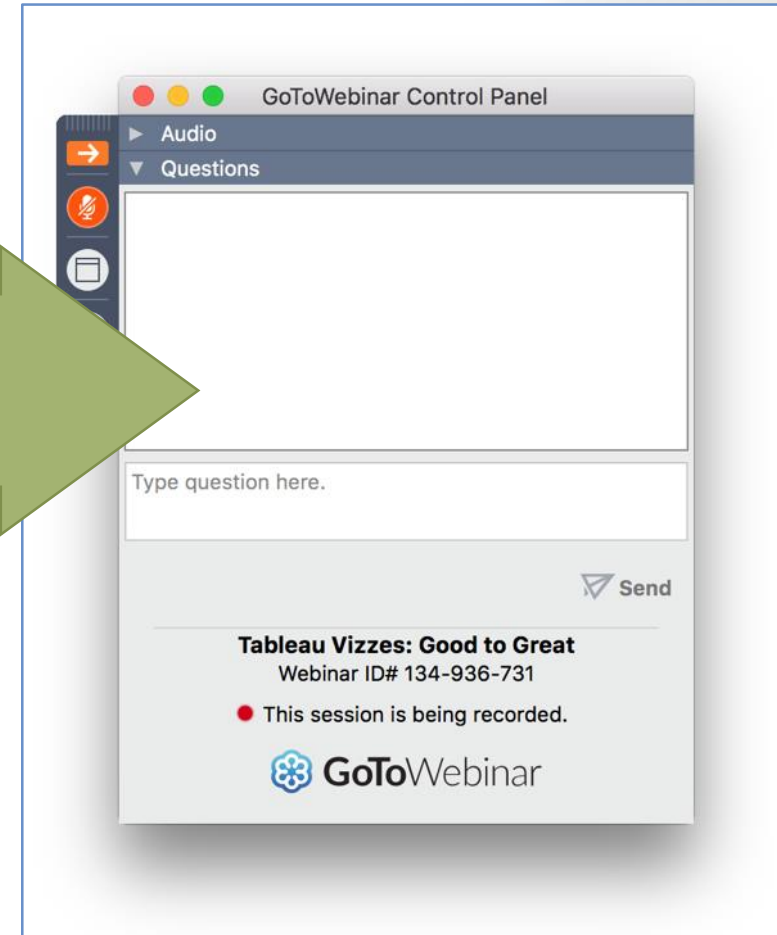 GoToWebinar Control Panel
Audio
Questions
Type question here.
Send
Tableau Vizzes: Good to Great
Webinar ID# 134-936-731
This session is being recorded.
GoToWebinar